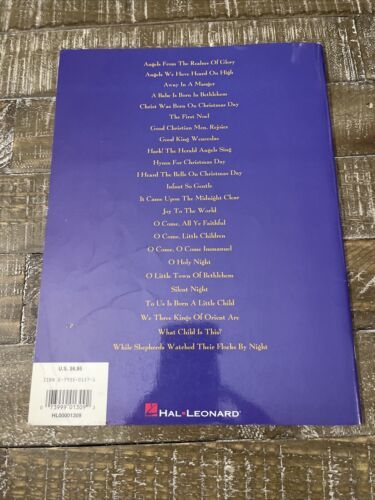 Angels From The Realms Of Glory
Angels We Have Heard On High
Away In A Manger
A Babe Is Born In Bethlehem
Christ Was Born On Christmas Day
The First Noel
Good Christian Men, Rejoice
Good King Wenceslas
Hark! The Herald Angels Sing
Hymn For Christmas Day
I Heard The Bells On Christmas Day
Infant So Gentle
It Came Upon The Midnight Clear
Joy To The World
O Come, All Ye Faithful
O Come, Little Children
O Come, O Come Immanuel
O Holy Night
O Little Town Of Bethlehem
Silent Night
To Us Is Born A Little Child
We Three Kings Of Orient Are
What Child Is This?
While Shepherds Watched Their Flocks By Night
U.S. $6.95
HL00001309
HAL•LEONARD